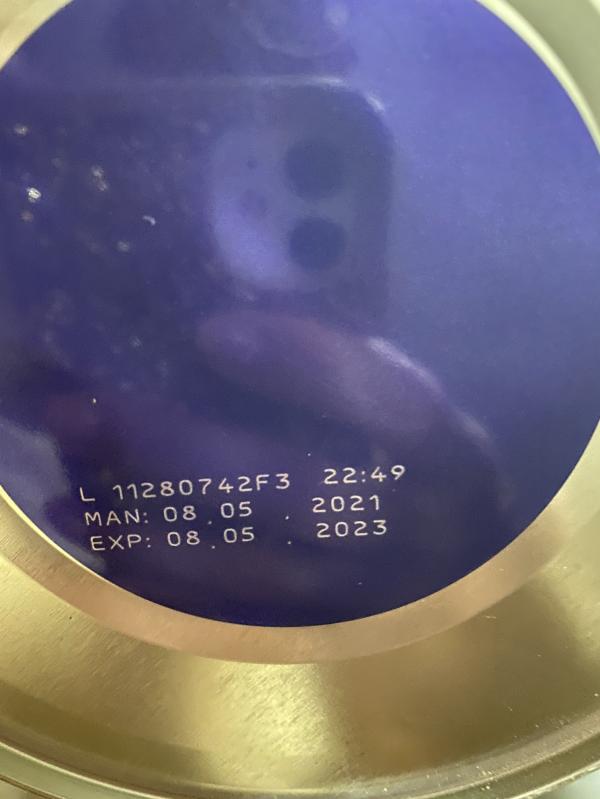 L 11280742F3 22:49
MAN: 08.05 . 2021
EXP: 08.05 . 2023